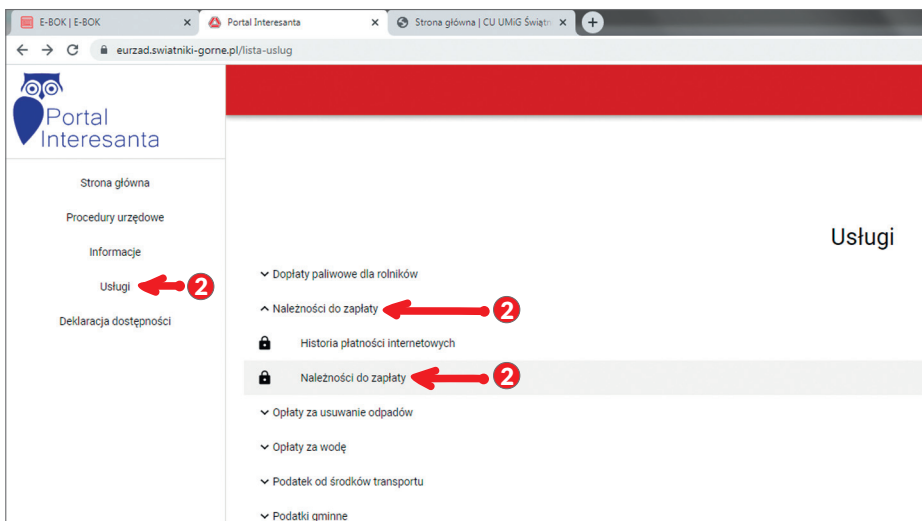 E-BOK | E-BOK
Portal Interesanta
Strona główna | CU UMiG Świątn
eurzad.swiatniki-gorne.pl/lista-uslug
Portal
Interesanta
Strona główna
Procedury urzędowe
Informacje
Usługi
2
Deklaracja dostępności
Usługi
Dopłaty paliwowe dla rolników
Należności do zapłaty
2
Historia płatności internetowych
Należności do zapłaty
2
Opłaty za usuwanie odpadów
Opłaty za wodę
Podatek od środków transportu
Podatki gminne